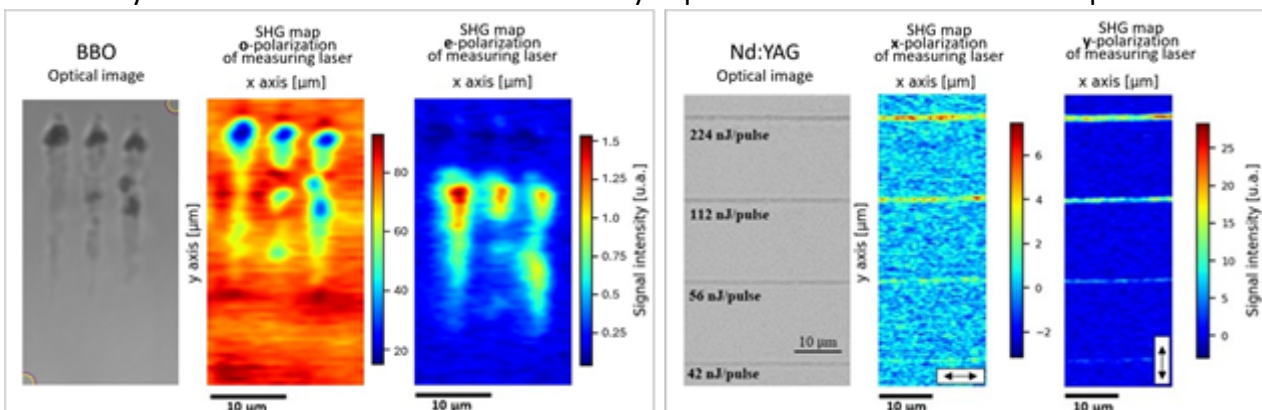 BBO
Optical image
SHG map
o-polarization
of measuring laser
x axis [μm]
SHG map
e-polarization
of measuring laser
x axis [μm]
y axis [μm]
80
60
40
20
1.5
1.25
1.0
0.75
0.50
0.25
Signal intensity [u.a.]
10 μm
10 μm
Nd:YAG
Optical image
SHG map
x-polarization
of measuring laser
x axis [μm]
SHG map
y-polarization
of measuring laser
x axis [μm]
224 nJ/pulse
112 nJ/pulse
56 nJ/pulse
10 μm
42 nJ/pulse
y axis [μm]
6
4
2
0
−2
25
20
15
10
5
0
Signal intensity [u.a.]
10 μm
10 μm